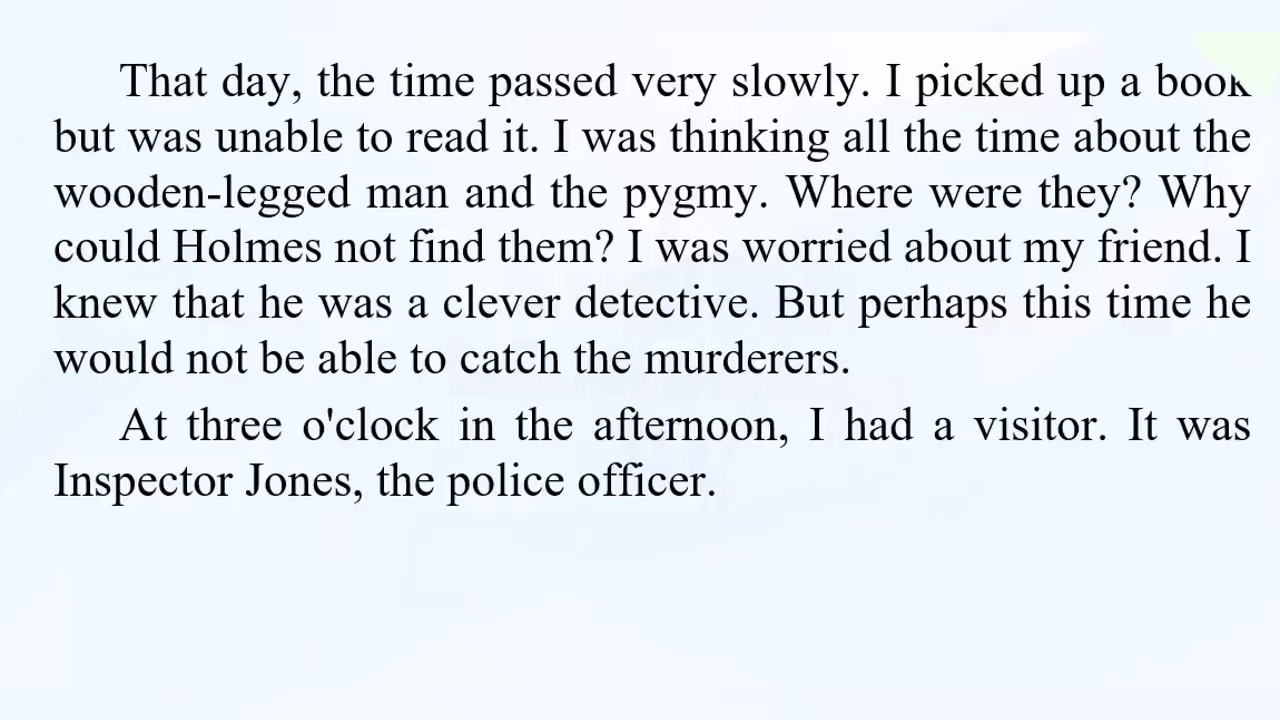 That day, the time passed very slowly. I picked up a book
but was unable to read it. I was thinking all the time about the
wooden-legged man and the pygmy. Where were they? Why
could Holmes not find them? I was worried about my friend. I
knew that he was a clever detective. But perhaps this time he
would not be able to catch the murderers.
At three o'clock in the afternoon, I had a visitor. It was
Inspector Jones, the police officer.